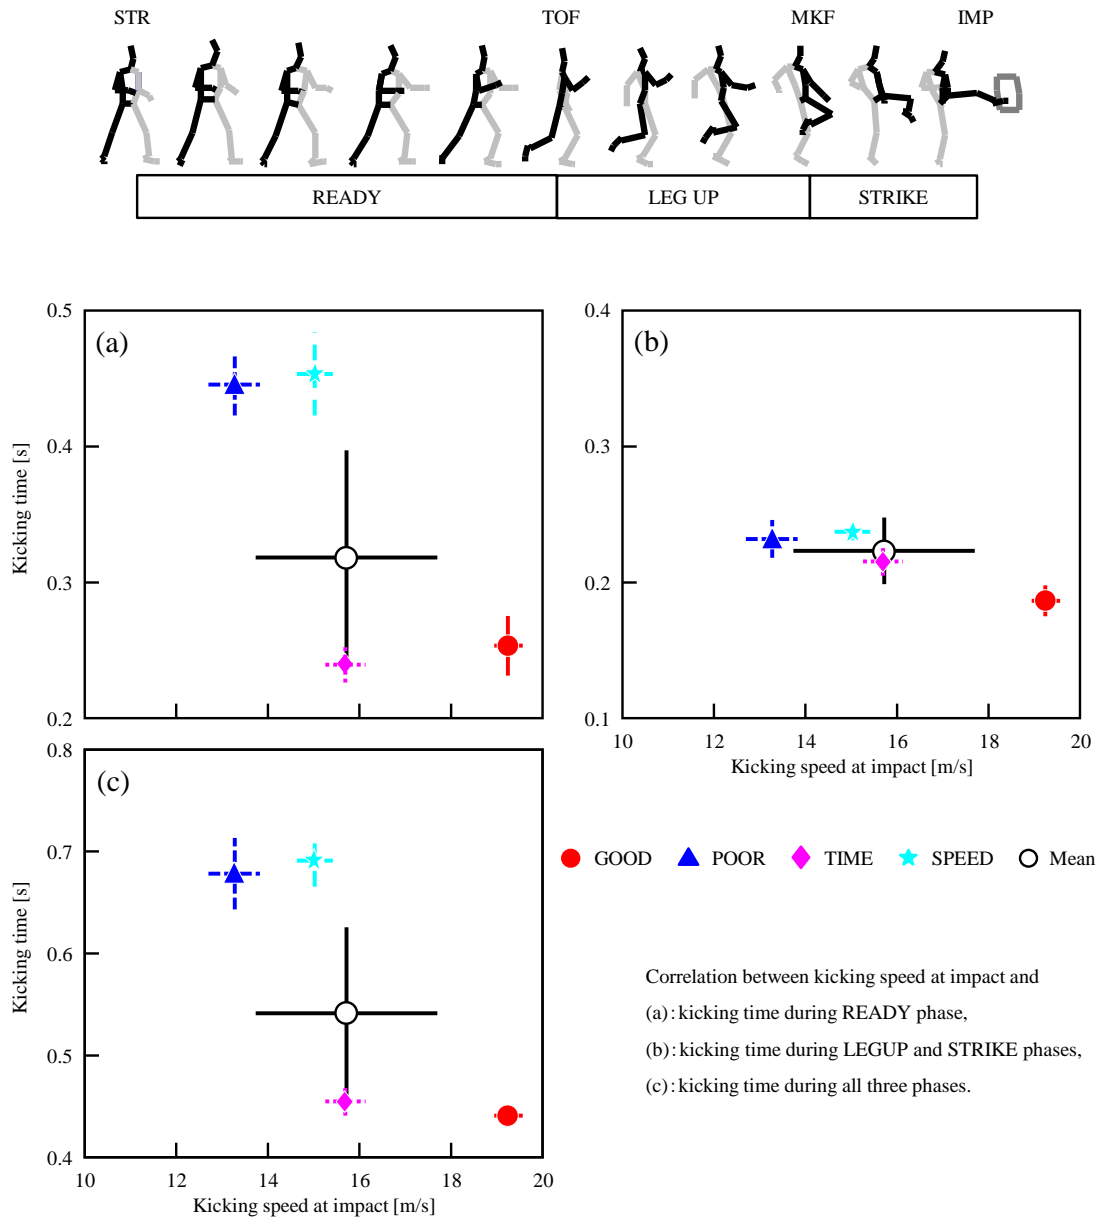 STR TOF MKF IMP
READY LEG UP STRIKE
(a)
0.5
0.4
0.3
0.2
Kicking time [s]
(b)
0.4
0.3
0.2
0.1
10 12 14 16 18 20
Kicking speed at impact [m/s]
(c)
0.8
0.7
0.6
0.5
0.4
Kicking time [s]
10 12 14 16 18 20
Kicking speed at impact [m/s]
GOOD POOR TIME SPEED Mean
Correlation between kicking speed at impact and
(a): kicking time during READY phase,
(b): kicking time during LEGUP and STRIKE phases,
(c): kicking time during all three phases.